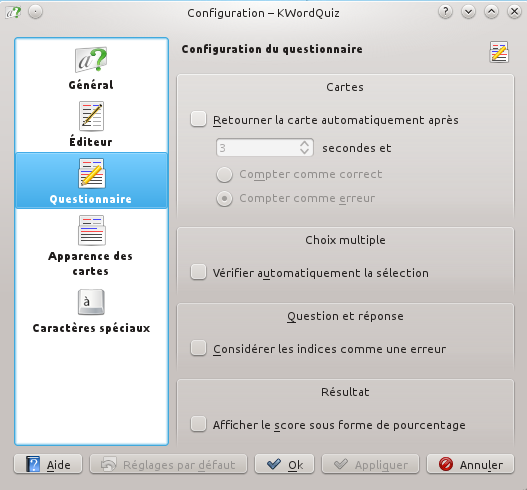 Configuration – KWordQuiz
Général
Éditeur
Questionnaire
Apparence des
cartes
à
Caractères spéciaux
Configuration du questionnaire
Cartes
Retourner la carte automatiquement après
3 secondes et
Compter comme correct
Compter comme erreur
Choix multiple
Vérifier automatiquement la sélection
Question et réponse
Considérer les indices comme une erreur
Résultat
Afficher le score sous forme de pourcentage
Aide
Réglages par défaut
Ok
Appliquer
Annuler